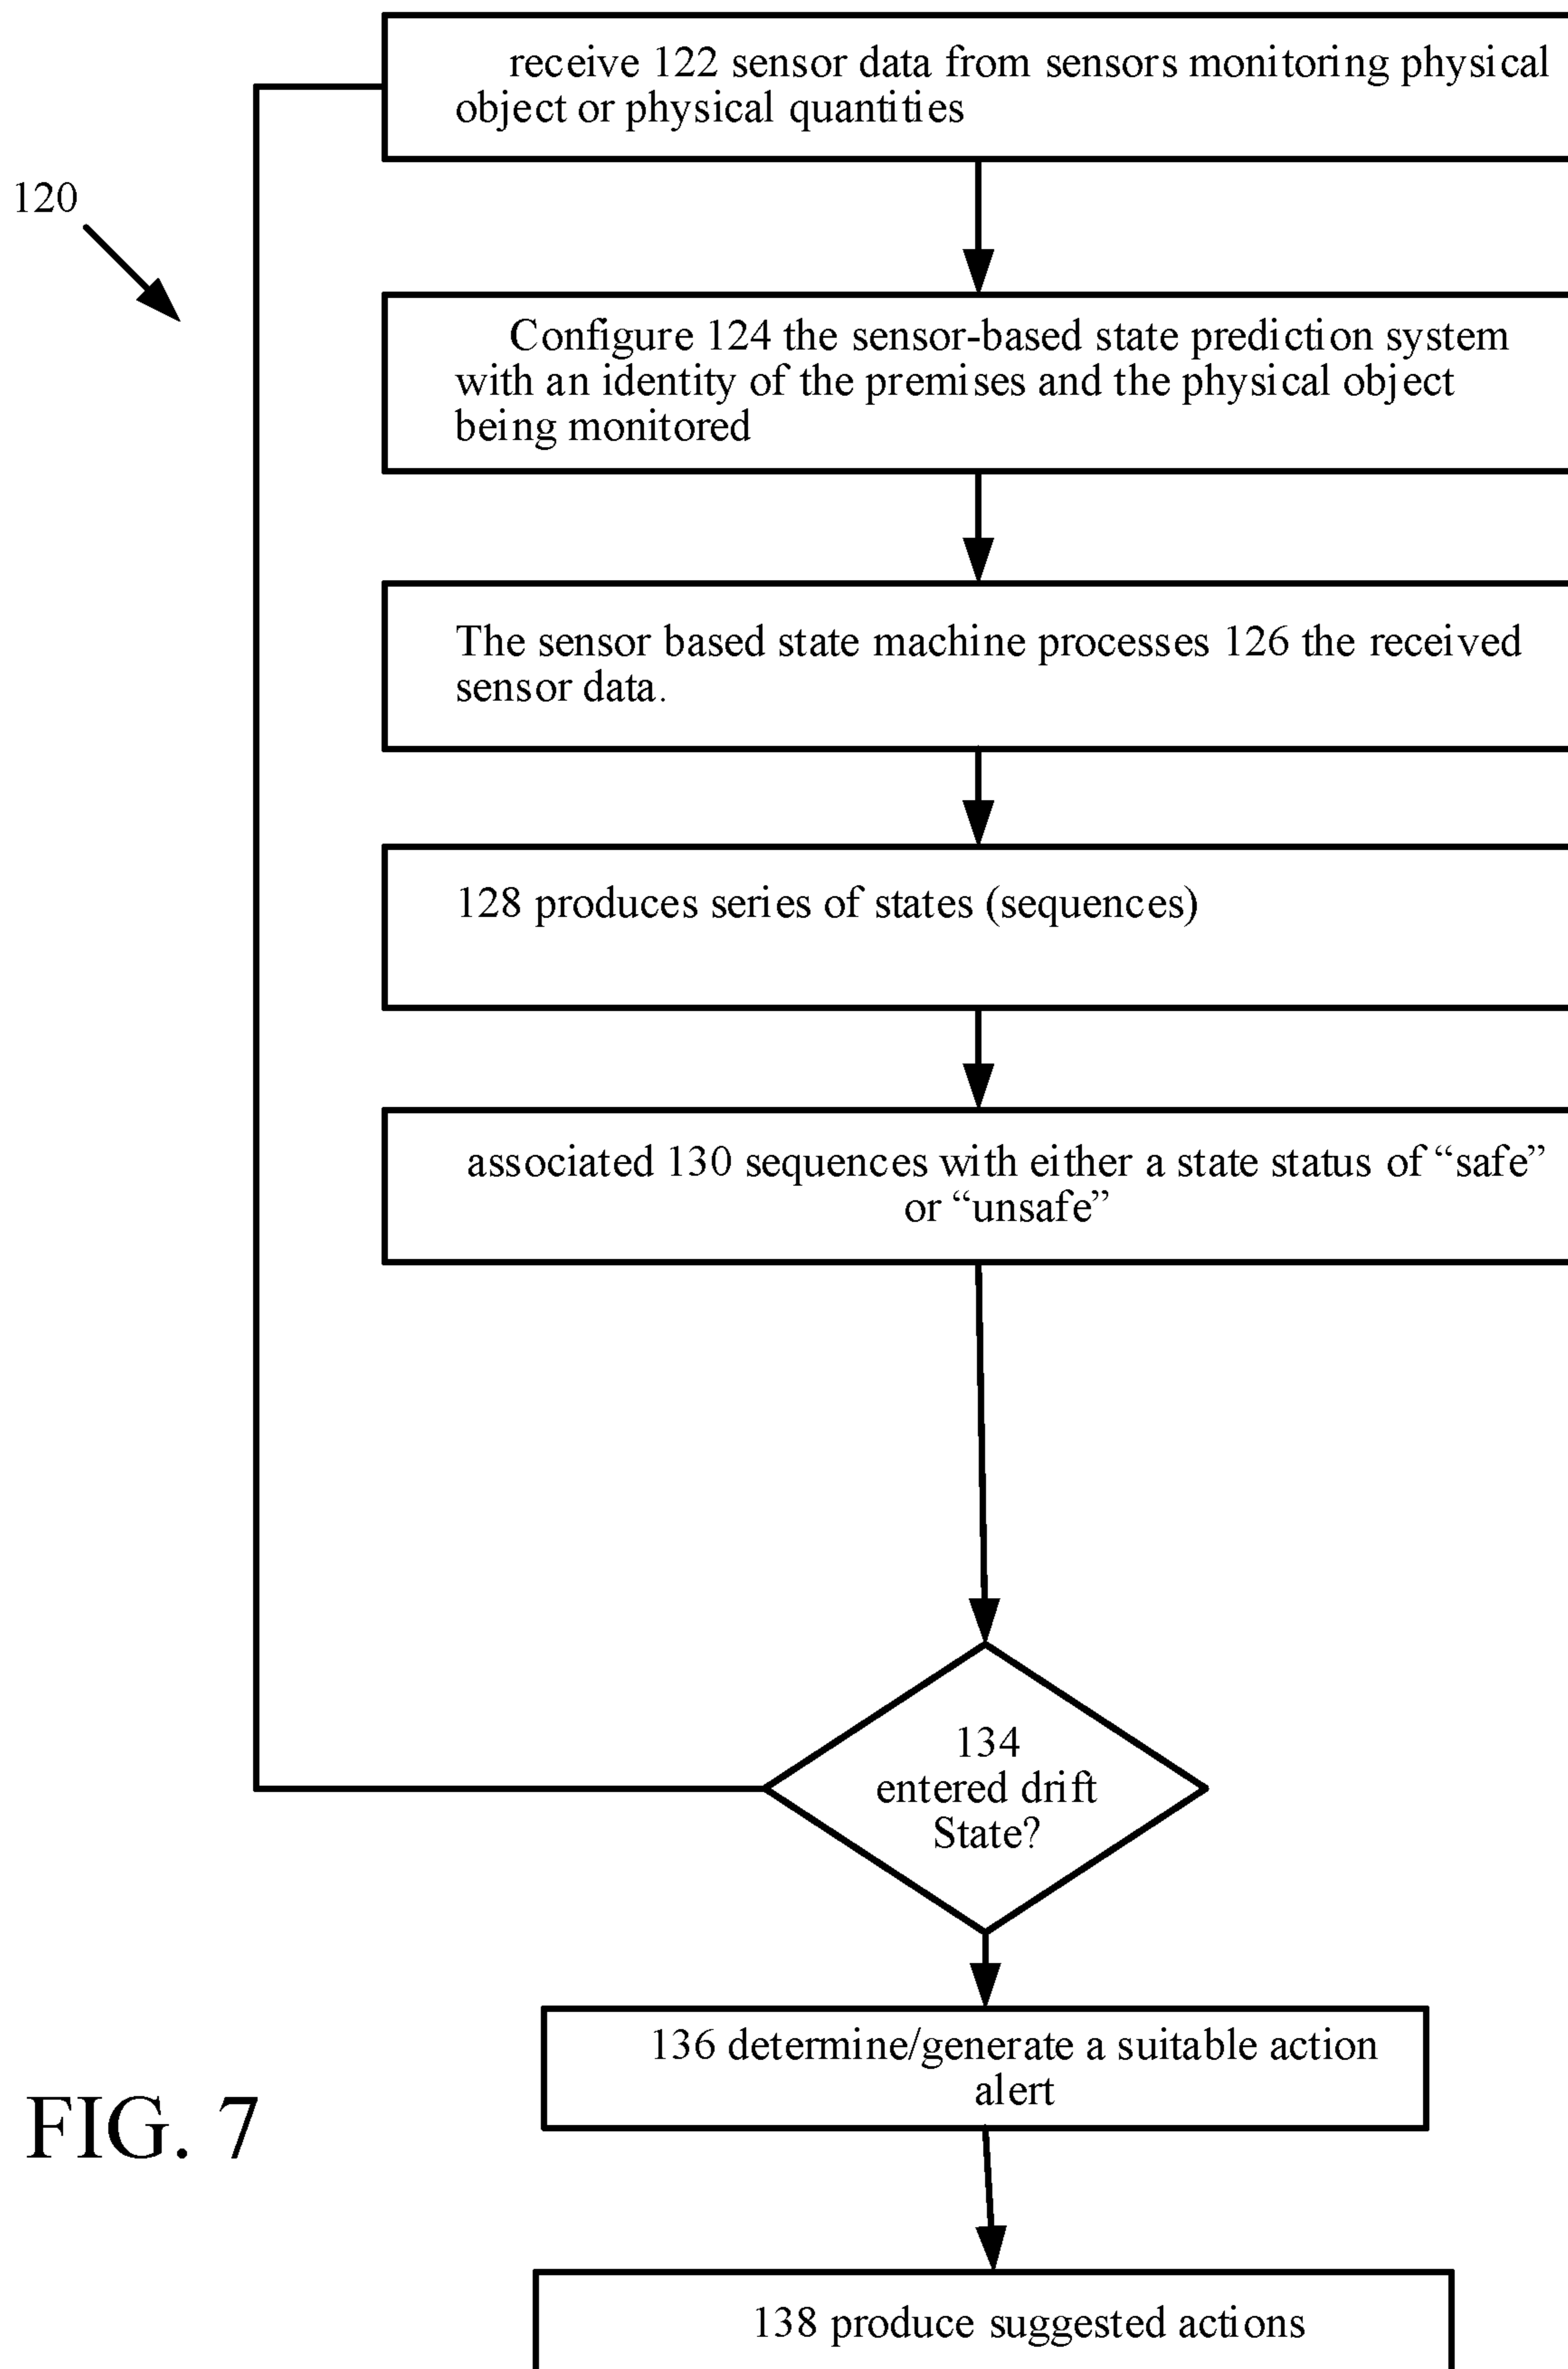 receive 122 sensor data from sensors monitoring physical
object or physical quantities
120
Configure 124 the sensor-based state prediction system
with an identity of the premises and the physical object
being monitored
The sensor based state machine processes 126 the received
sensor data.
128 produces series of states (sequences)
associated 130 sequences with either a state status of “safe”
or “unsafe”
134
entered drift
State?
136 determine/generate a suitable action
alert
FIG. 7
138 produce suggested actions